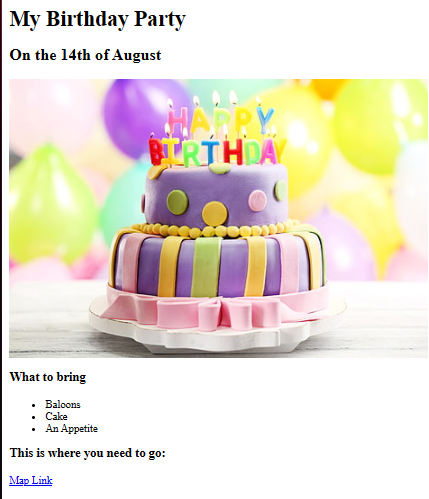 My Birthday Party
On the 14th of August
HAPPY
BIRTHDAY
What to bring
Baloons
Cake
An Appetite
This is where you need to go:
Map Link